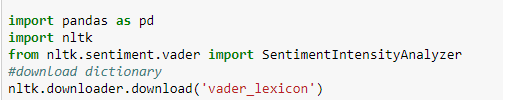 import pandas as pd
import nltk
from nltk.sentiment.vader import SentimentIntensityAnalyzer
#download dictionary
nltk.downloader.download('vader_lexicon')